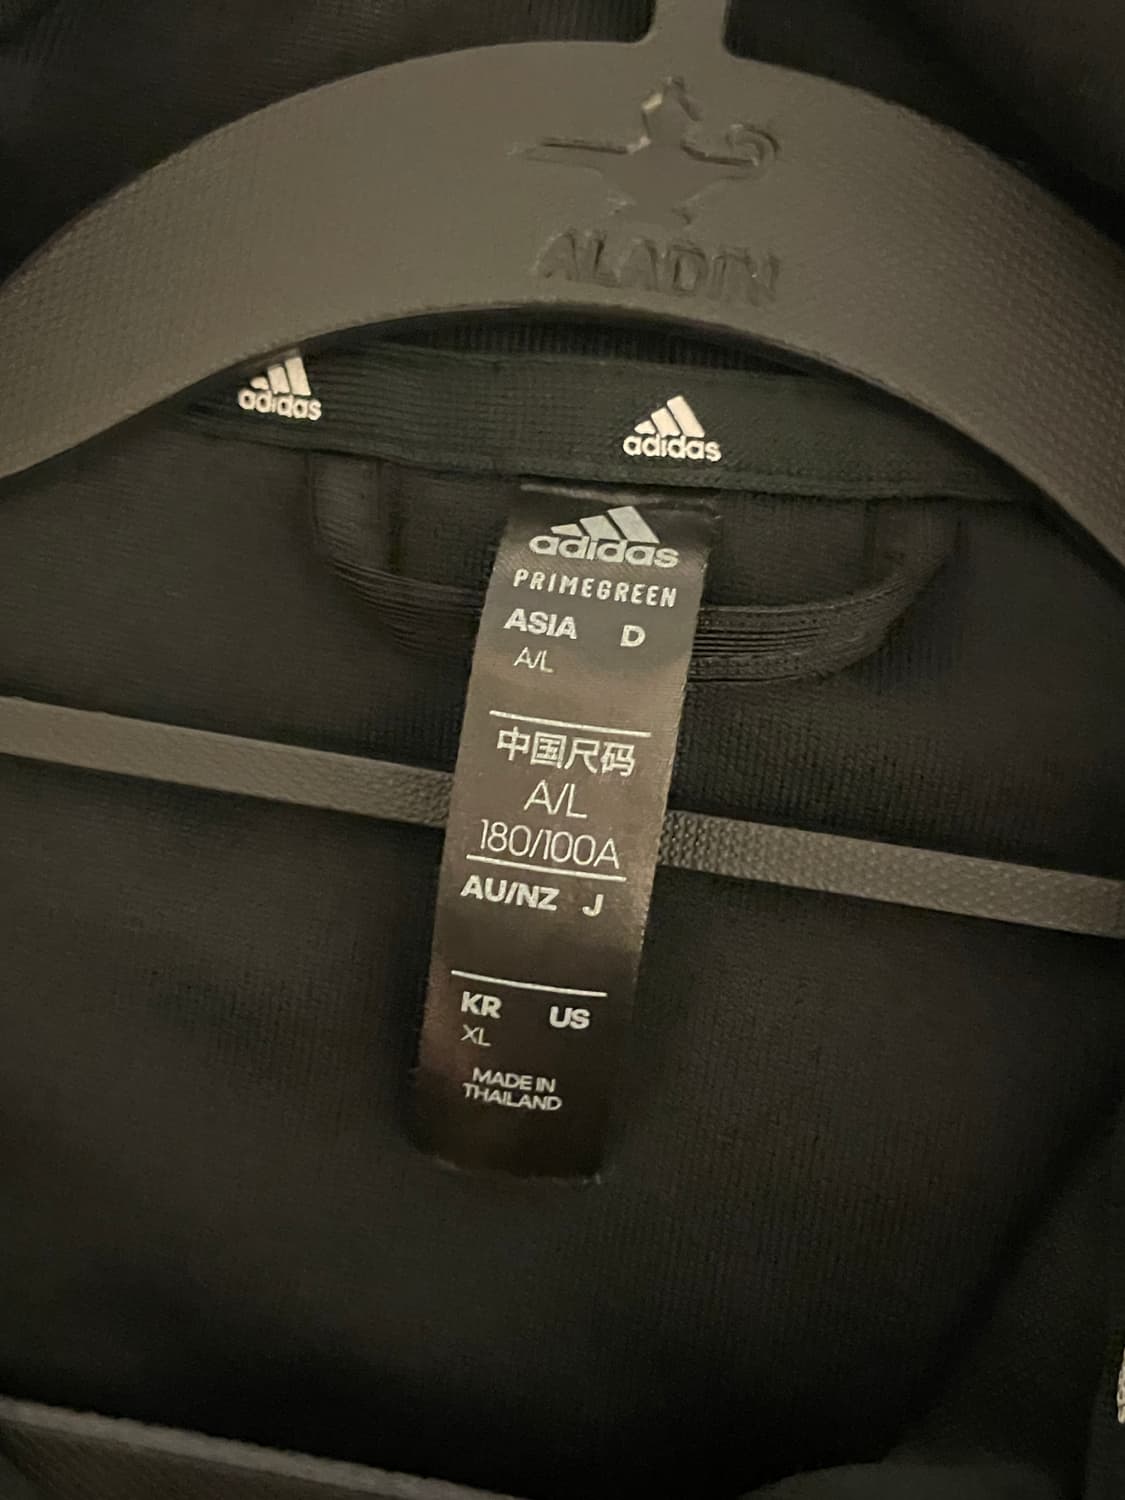 ALADIN
adidas
adidas
adidas
PRIMEGREEN
ASIA D
A/L
中国尺码
A/L
180/100A
AU/NZ J
KR US
XL
MADE IN
THAILAND